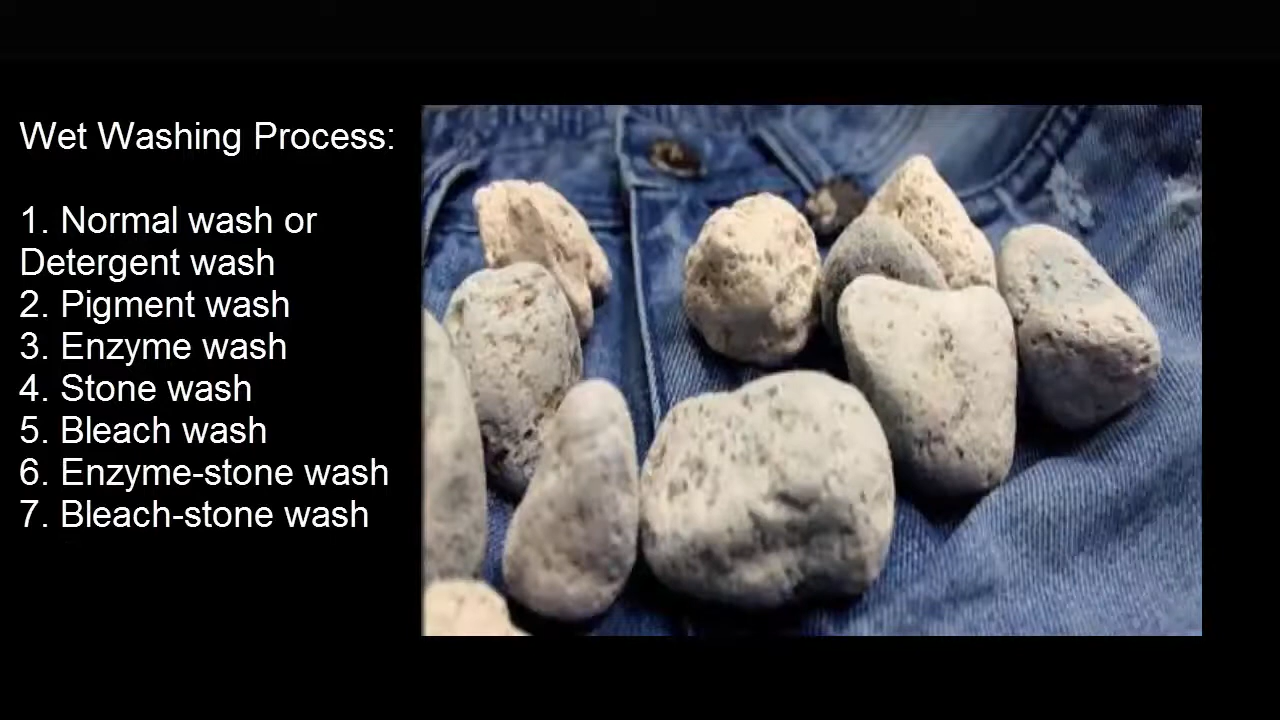 Wet Washing Process:
1. Normal wash or
Detergent wash
2. Pigment wash
3. Enzyme wash
4. Stone wash
5. Bleach wash
6. Enzyme-stone wash
7. Bleach-stone wash